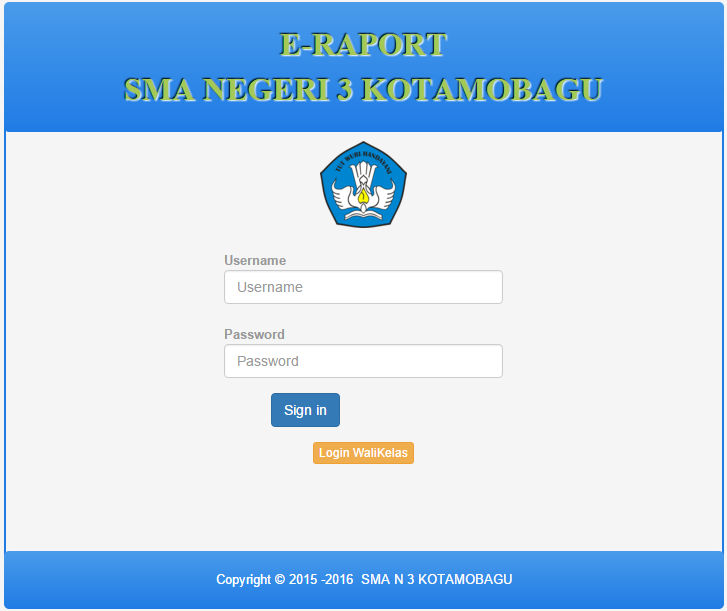 E-RAPORT
SMA NEGERI 3 KOTAMOBAGU
TUT WURI HANDAYANI
Username
Username
Password
Password
Sign in
Login WaliKelas
Copyright © 2015 -2016 SMA N 3 KOTAMOBAGU